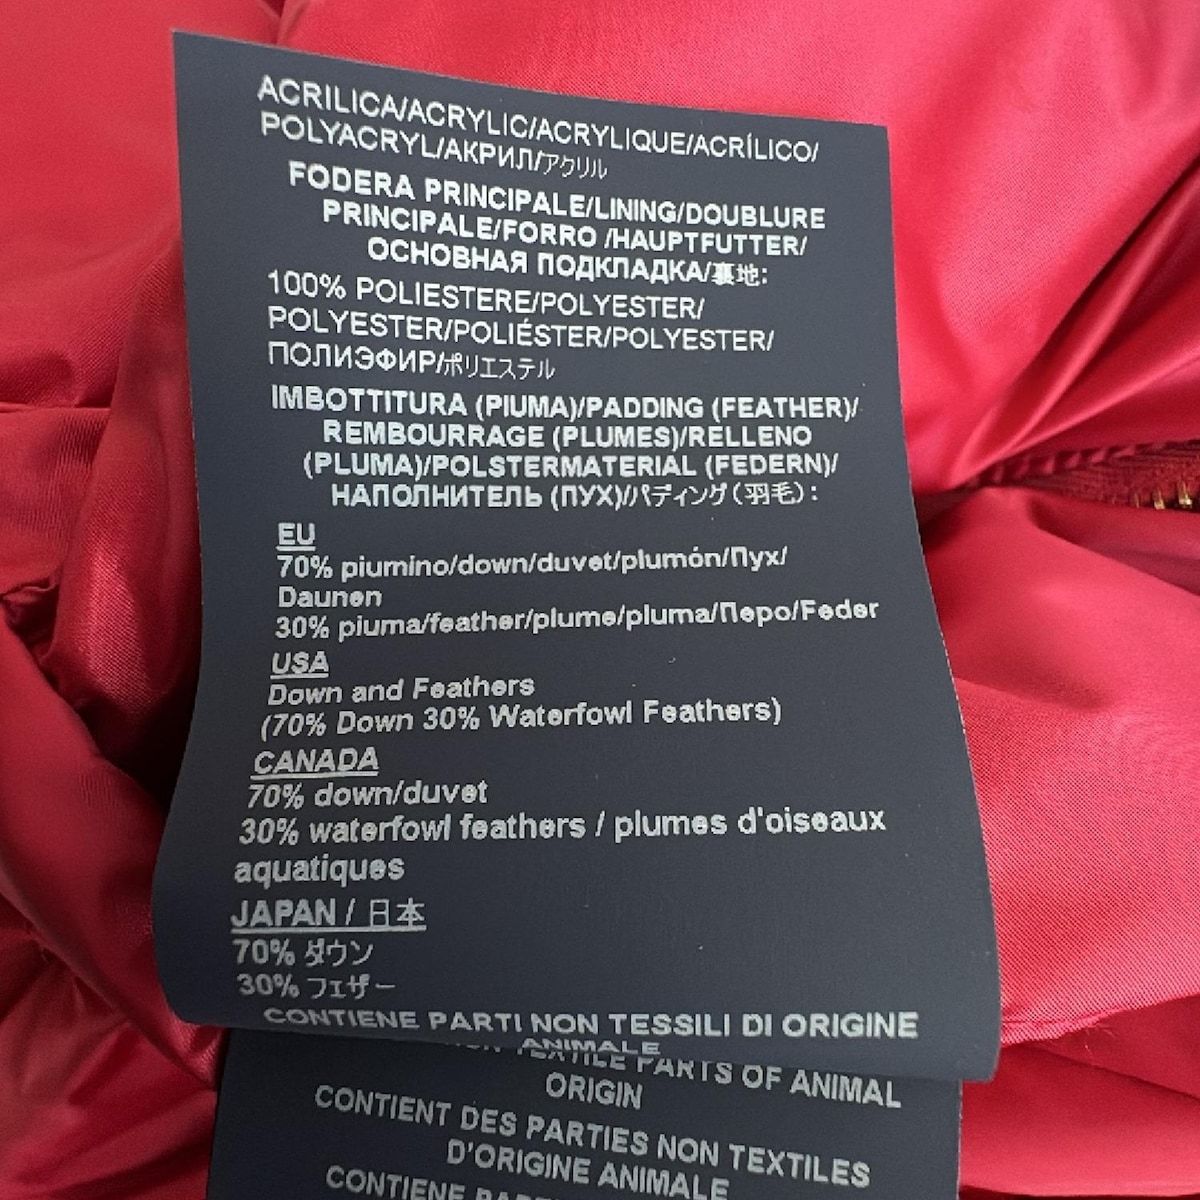 ACRILICA/ACRYLIC/ACRYLIQUE/ACRÍLICO/
POLYACRYL/АКРИЛ/アクリル
FODERA PRINCIPALE/LINING/DOUBLURE
PRINCIPALE/FORRO /HAUPTFUTTER/
ОСНОВНАЯ ПОДКЛАДКА/裏地:
100% POLIESTERE/POLYESTER/
POLYESTER/POLIÉSTER/POLYESTER/
ПОЛИЭФИР/ポリエステル
IMBOTTITURA (PIUMA)/PADDING (FEATHER)/
REMBOURRAGE (PLUMES)/RELLENO
(PLUMA)/POLSTERMATERIAL (FEDERN)/
НАПОЛНИТЕЛЬ (ПУХ)/パディング(羽毛):
EU
70% piumino/down/duvet/plumón/Пух/
Daunen
30% piuma/feather/plume/pluma/Перо/Feder
USA
Down and Feathers
(70% Down 30% Waterfowl Feathers)
CANADA
70% down/duvet
30% waterfowl feathers / plumes d'oiseaux
aquatiques
JAPAN / 日本
70% ダウン
30% フェザー
CONTIENE PARTI NON TESSILI DI ORIGINE
ANIMALE
TEXTILE PARTS OF ANIMAL
ORIGIN
CONTIENT DES PARTIES NON TEXTILES
D'ORIGINE ANIMALE
CONTIENE